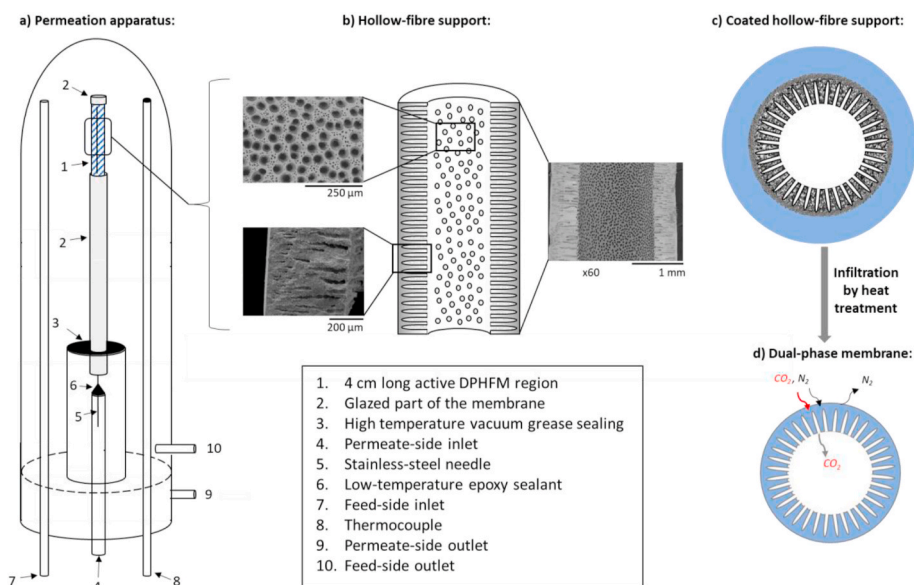 a) Permeation apparatus:
b) Hollow-fibre support:
c) Coated hollow-fibre support:
2
1
2
3
6
5
10
9
7
4
8
250 µm
200 µm
x60
1 mm
Infiltration
by heat
treatment
d) Dual-phase membrane:
CO₂, N₂
N₂
CO₂
1. 4 cm long active DPHFM region
2. Glazed part of the membrane
3. High temperature vacuum grease sealing
4. Permeate-side inlet
5. Stainless-steel needle
6. Low-temperature epoxy sealant
7. Feed-side inlet
8. Thermocouple
9. Permeate-side outlet
10. Feed-side outlet